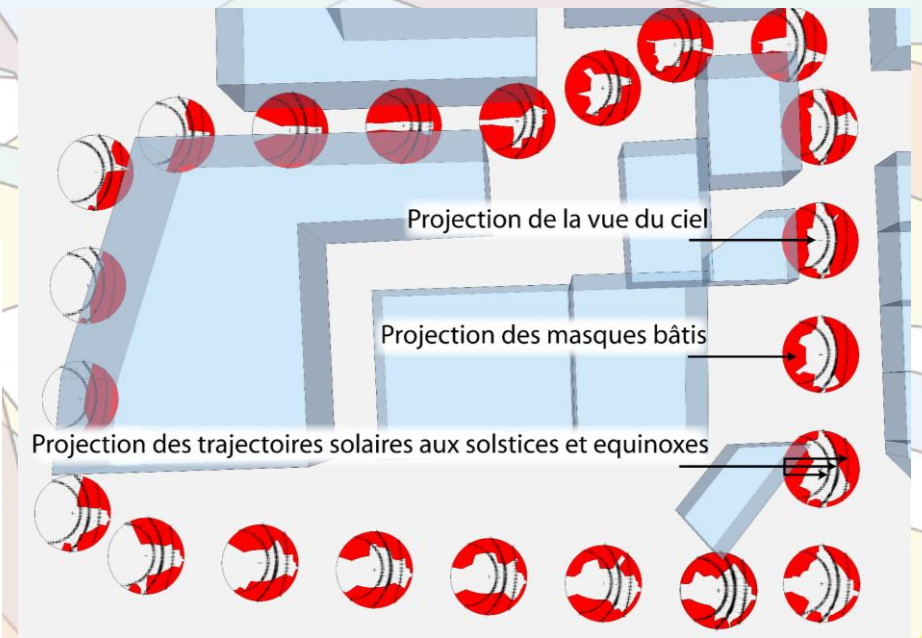 Projection de la vue du ciel
Projection des masques bâtis
Projection des trajectoires solaires aux solstices et equinoxes